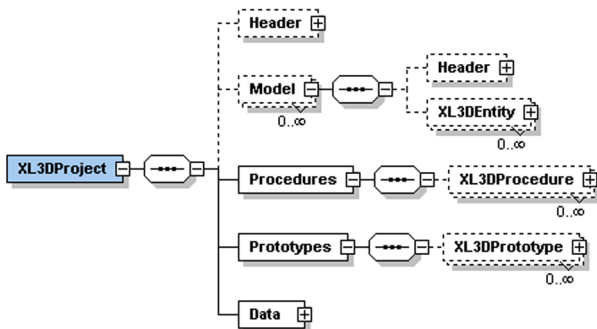 Header
Model
0..∞
Header
XL3DEntity
0..∞
XL3DProject
Procedures
XL3DProcedure
0..∞
Prototypes
XL3DPrototype
0..∞
Data